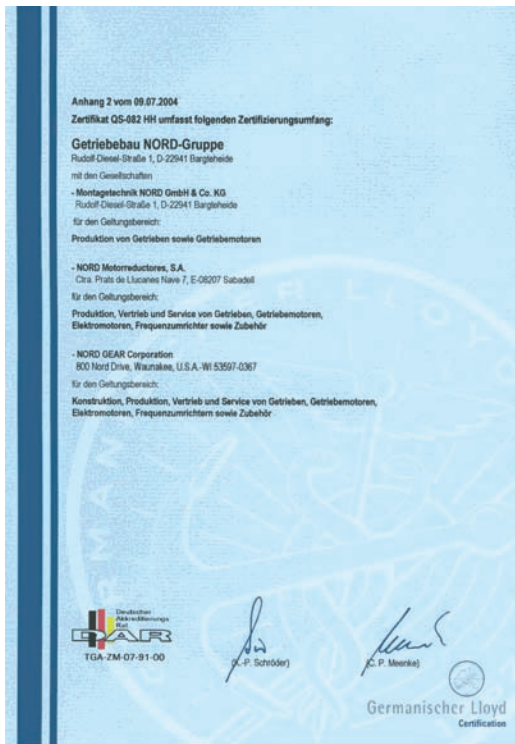 Anhang 2 vom 09.07.2004
Zertifikat QS-082 HH umfasst folgenden Zertifizierungsumfang:
Getriebebau NORD-Gruppe
Rudolf-Diesel-Straße 1, D-22941 Bargteheide
mit den Gesellschaften
- Montagetechnik NORD GmbH & Co. KG
Rudolf-Diesel-Straße 1, D-22941 Bargteheide
für den Geltungsbereich:
Produktion von Getrieben sowie Getriebemotoren
- NORD Motorreductores, S.A.
Ctra. Prats de Llucanes Nave 7, E-08207 Sabadell
für den Geltungsbereich:
Produktion, Vertrieb und Service von Getrieben, Getriebemotoren,
Elektromotoren, Frequenzumrichter sowie Zubehör
- NORD GEAR Corporation
800 Nord Drive, Waunakee, U.S.A.-WI 53597-0367
für den Geltungsbereich:
Konstruktion, Produktion, Vertrieb und Service von Getrieben, Getriebemotoren,
Elektromotoren, Frequenzumrichtern sowie Zubehör
Deutscher
Akkreditierungs
Rat
DAR
TGA-ZM-07-91-00
(K.-P. Schröder)
(C. P. Meenke)
Germanischer Lloyd
Certification